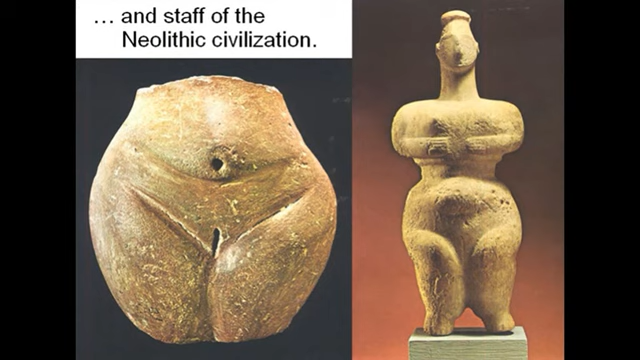 … and staff of the
Neolithic civilization.